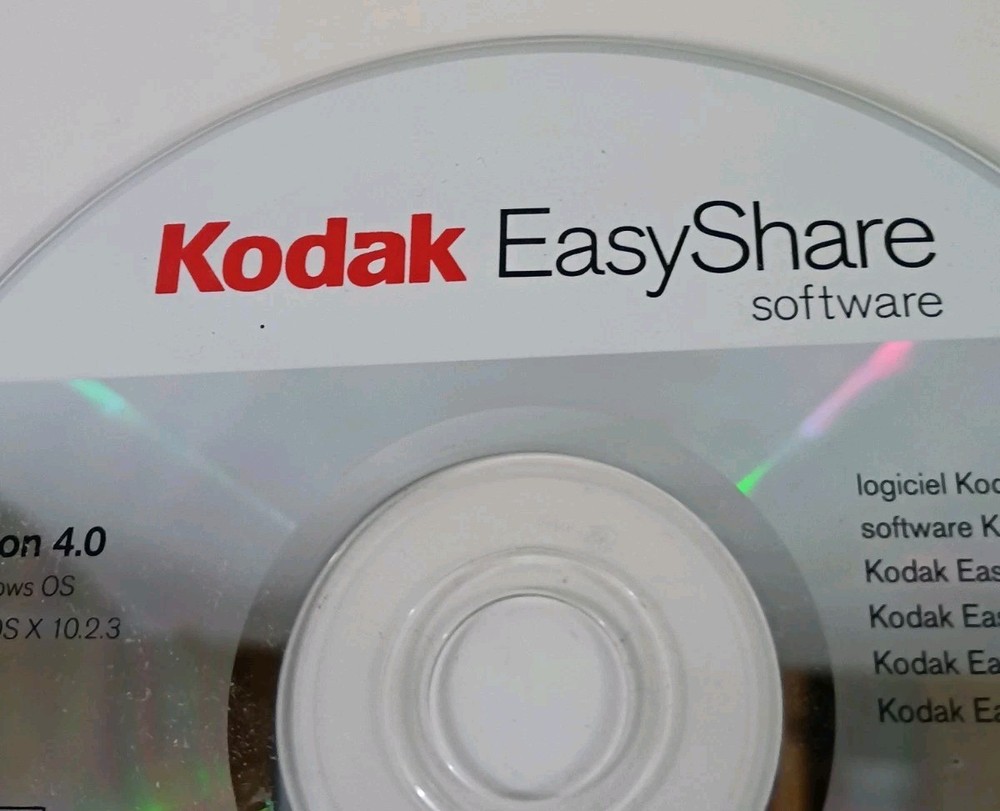 Kodak EasyShare
software
on 4.0
ows OS
OS X 10.2.3
logiciel Kod
software K
Kodak Eas
Kodak Eas
Kodak Ea
Kodak Ea